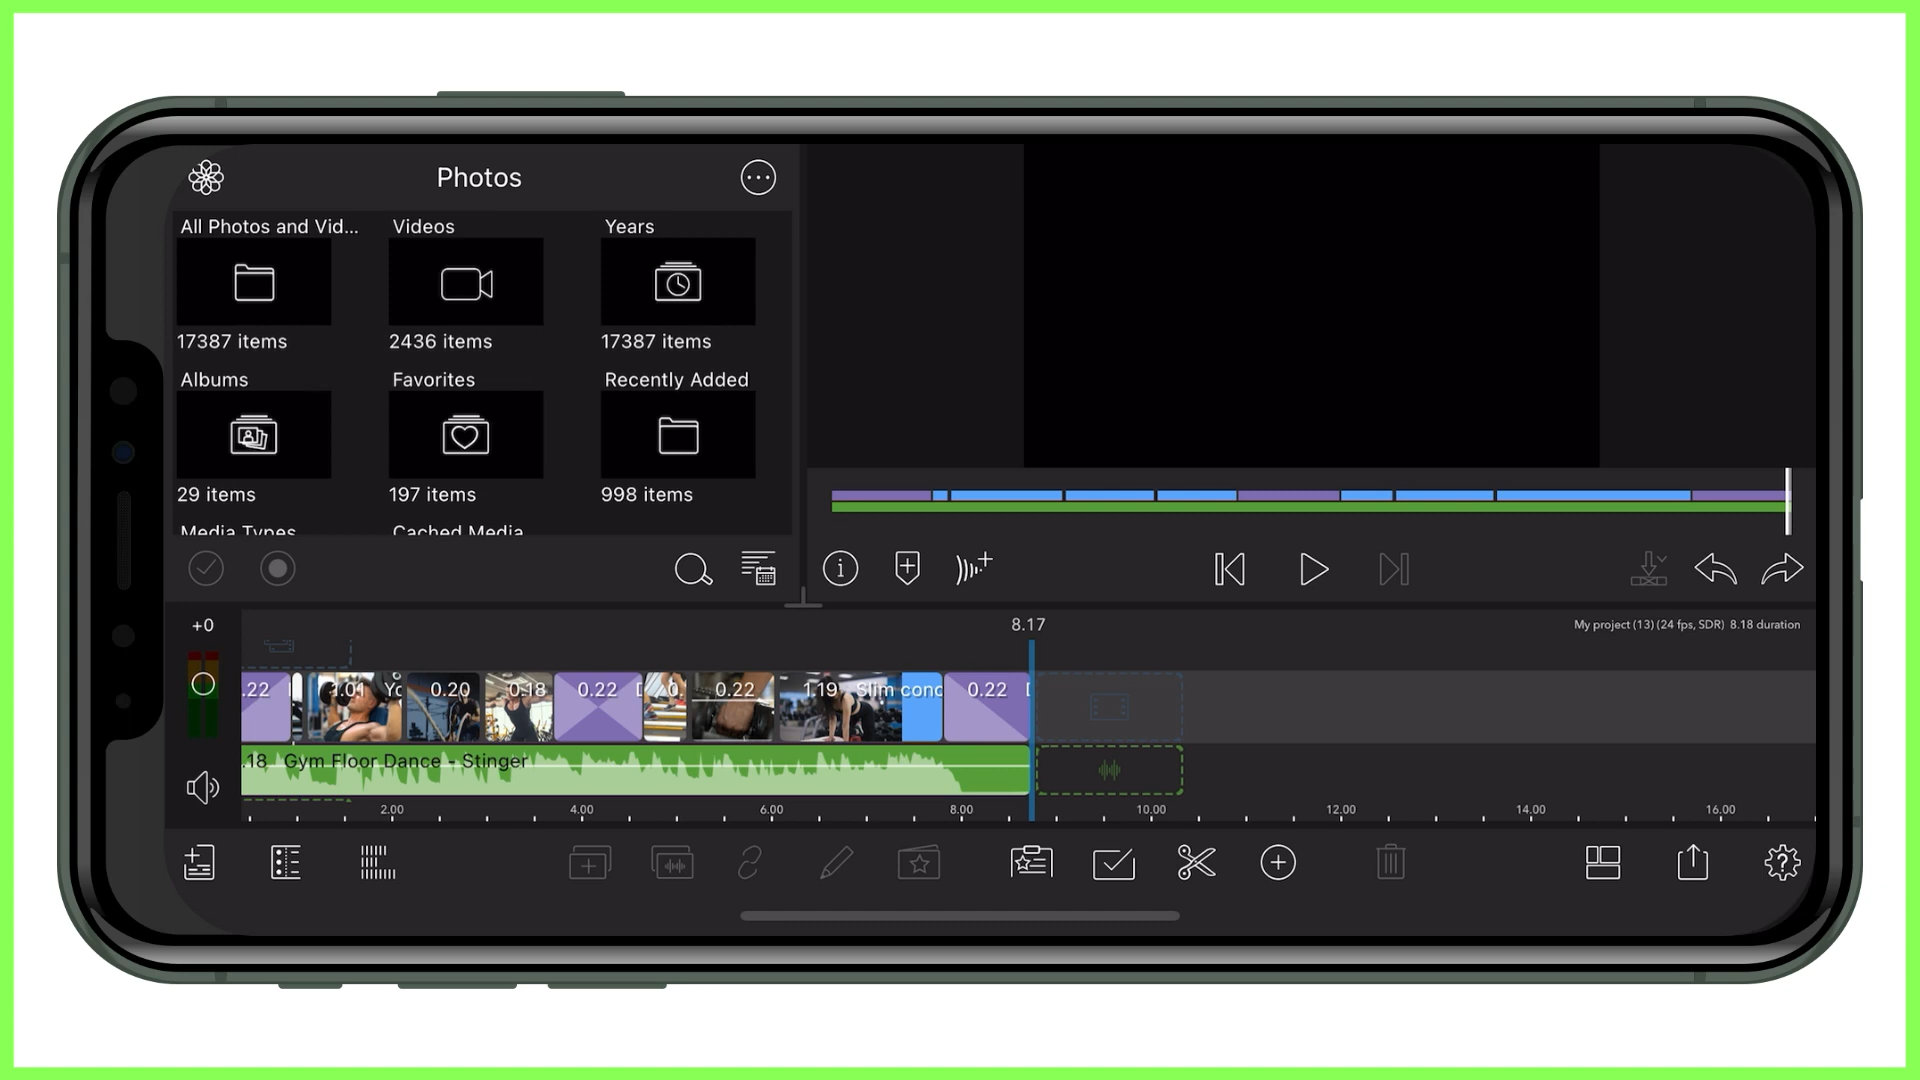 Photos
All Photos and Vid... Videos Years
17387 items 2436 items 17387 items
Albums Favorites Recently Added
29 items 197 items 998 items
Media Types Cached Media
+0 8.17 My project (13) (24 fps, SDR) 8.18 duration
.22 1.01 0.20 0.18 0.22 0. 0.22 1.19 Slim conc 0.22
.18 Gym Floor Dance - Stinger
2.00 4.00 6.00 8.00 10.00 12.00 14.00 16.00